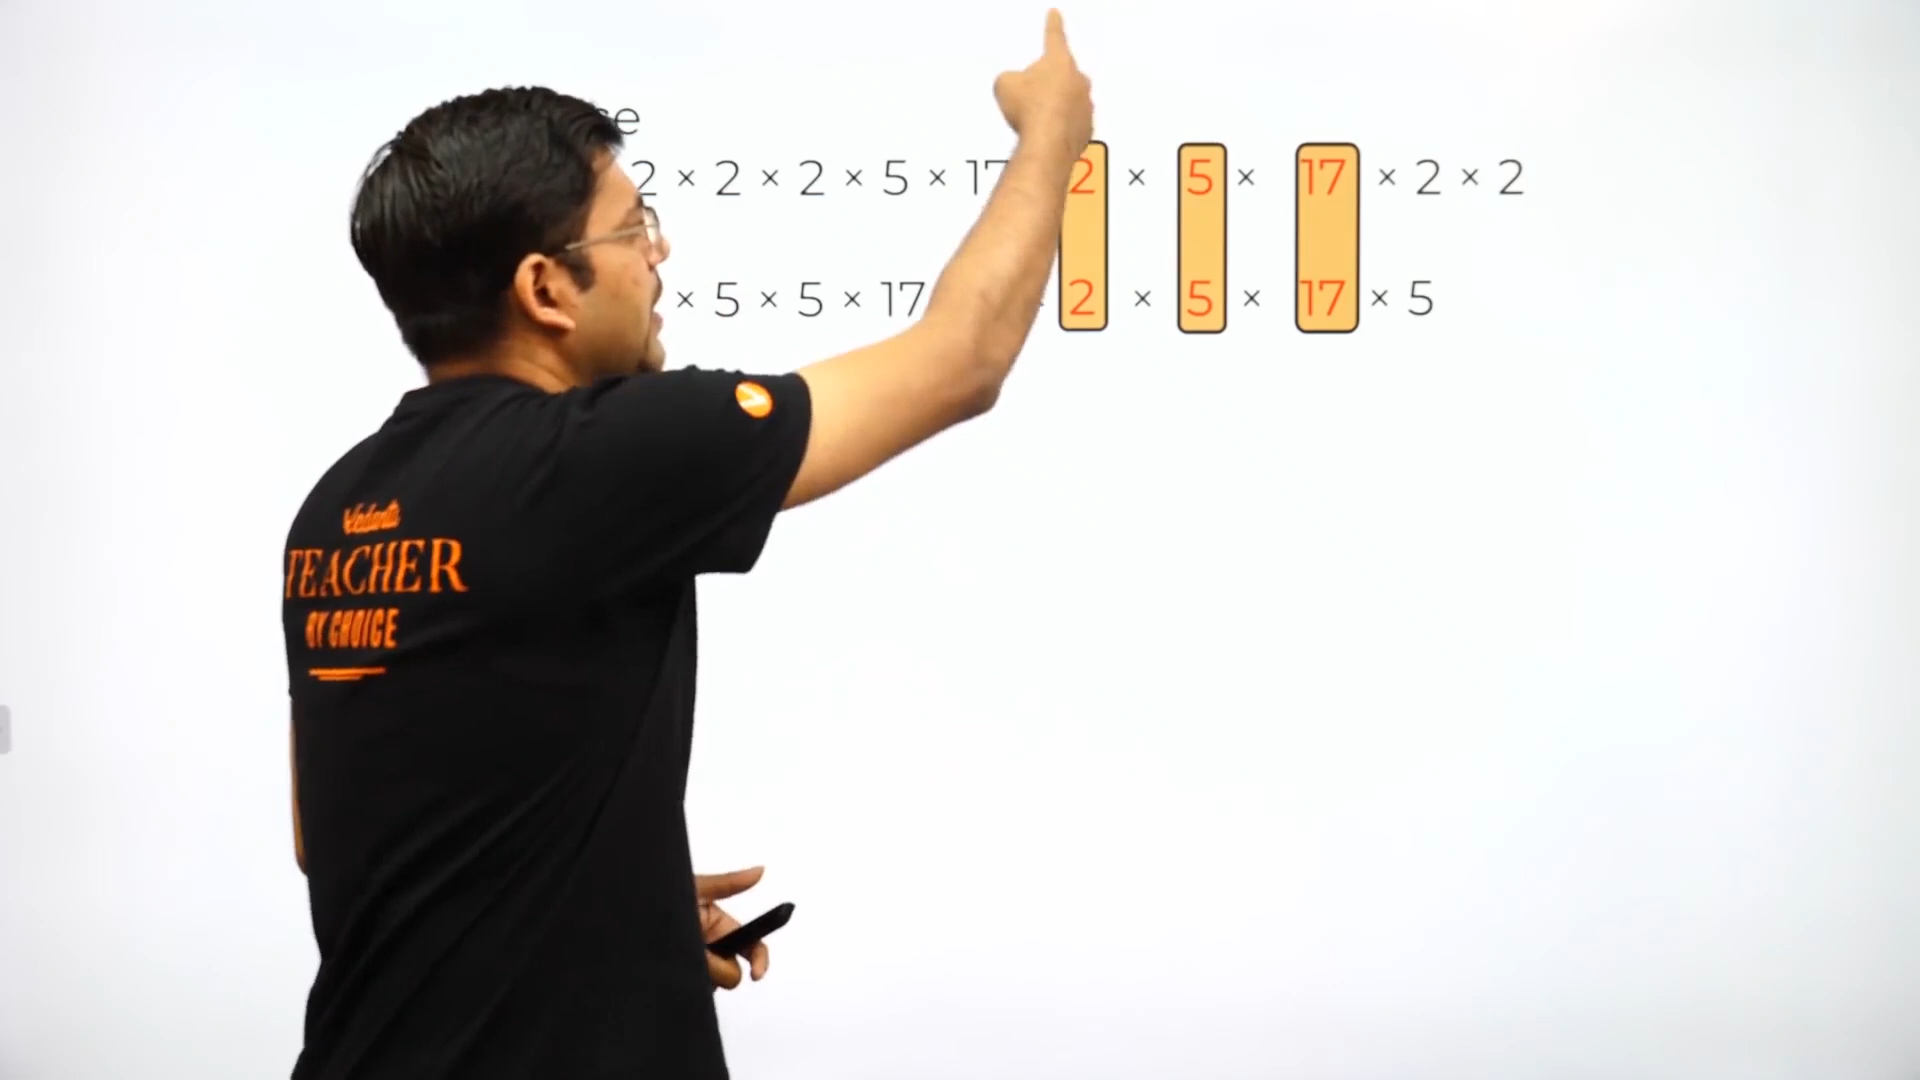 2 × 2 × 2 × 5 × 17 2 × 5 × 17 × 2 × 2
× 5 × 5 × 17 2 × 5 × 17 × 5
Vedantu
TEACHER
BY CHOICE